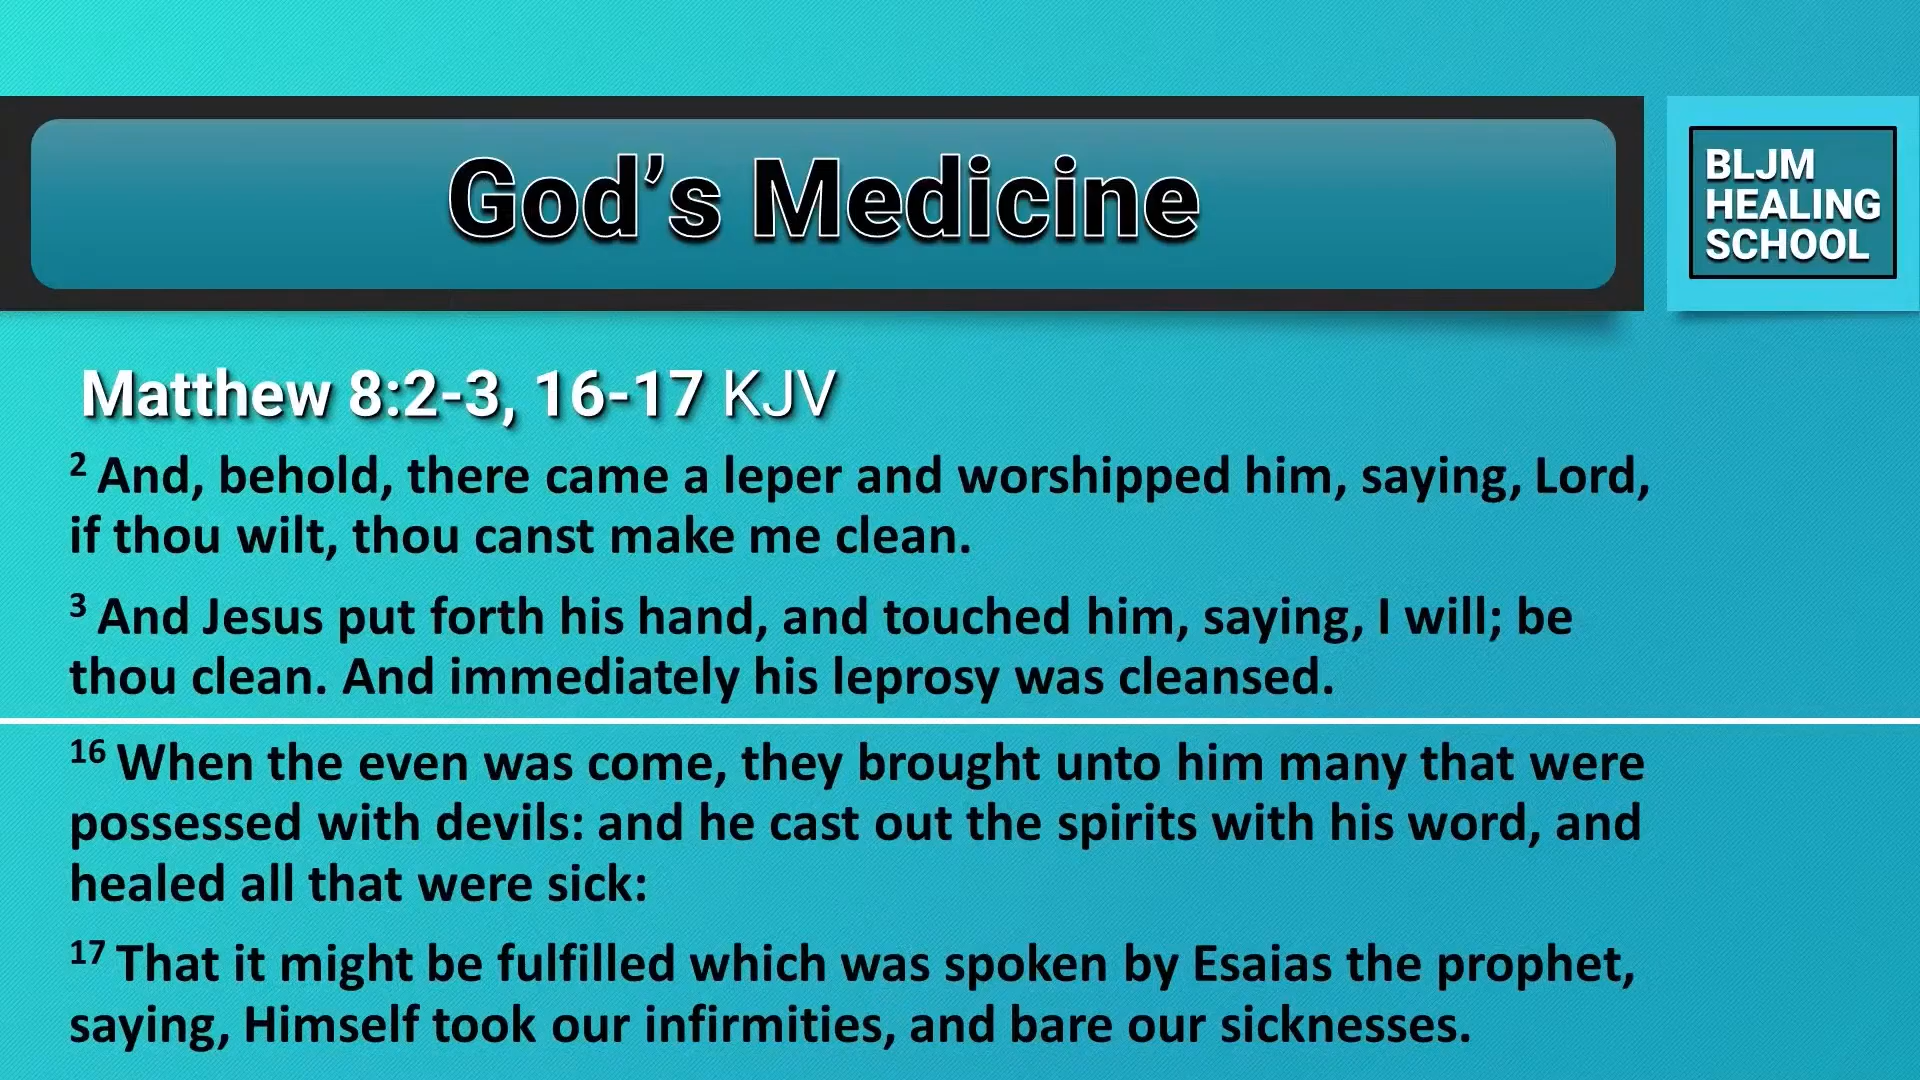 God’s Medicine
BLJM
HEALING
SCHOOL
Matthew 8:2-3, 16-17 KJV
2 And, behold, there came a leper and worshipped him, saying, Lord,
if thou wilt, thou canst make me clean.
3 And Jesus put forth his hand, and touched him, saying, I will; be
thou clean. And immediately his leprosy was cleansed.
16 When the even was come, they brought unto him many that were
possessed with devils: and he cast out the spirits with his word, and
healed all that were sick:
17 That it might be fulfilled which was spoken by Esaias the prophet,
saying, Himself took our infirmities, and bare our sicknesses.